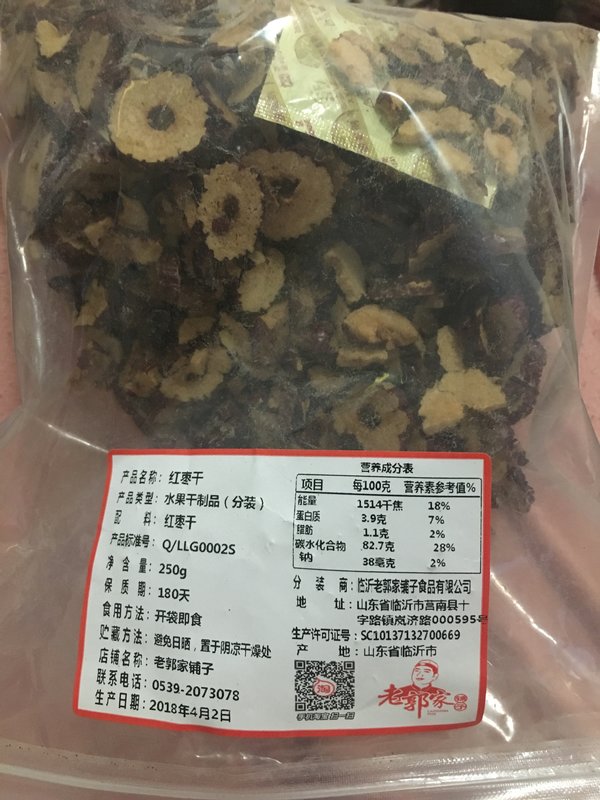 产品名称：红枣干
产品类型：水果干制品（分装）
配 料：红枣干
产品标准号：Q/LLG0002S
净 含 量：250g
保 质 期：180天
食用方法：开袋即食
贮藏方法：避免日晒，置于阴凉干燥处
店铺名称：老郭家铺子
联系电话：0539-2073078
生产日期：2018年4月2日
营养成分表
项目 每100克 营养素参考值%
能量 1514千焦 18%
蛋白质 3.9克 7%
脂肪 1.1克 2%
碳水化合物 82.7克 28%
钠 38毫克 2%
分 装 商：临沂老郭家铺子食品有限公司
地 址：山东省临沂市莒南县十
字路镇岚济路000595号
生产许可证号：SC10137132700669
产 地：山东省临沂市
淘
手机淘宝扫一扫
老郭家